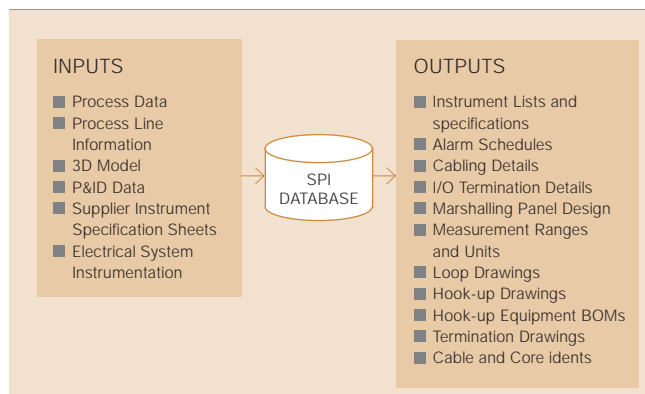 INPUTS
Process Data
Process Line
Information
3D Model
P&ID Data
Supplier Instrument
Specification Sheets
Electrical System
Instrumentation
SPI
DATABASE
OUTPUTS
Instrument Lists and
specifications
Alarm Schedules
Cabling Details
I/O Termination Details
Marshalling Panel Design
Measurement Ranges
and Units
Loop Drawings
Hook-up Drawings
Hook-up Equipment BOMs
Termination Drawings
Cable and Core idents